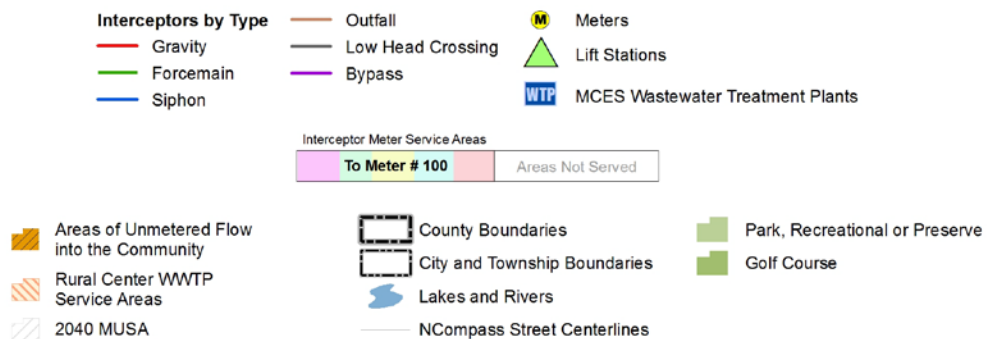 Interceptors by Type
Gravity
Forcemain
Siphon
Outfall
Low Head Crossing
Bypass
M Meters
Lift Stations
WTP MCES Wastewater Treatment Plants
Interceptor Meter Service Areas
To Meter # 100
Areas Not Served
Areas of Unmetered Flow
into the Community
Rural Center WWTP
Service Areas
2040 MUSA
County Boundaries
City and Township Boundaries
Lakes and Rivers
NCompass Street Centerlines
Park, Recreational or Preserve
Golf Course